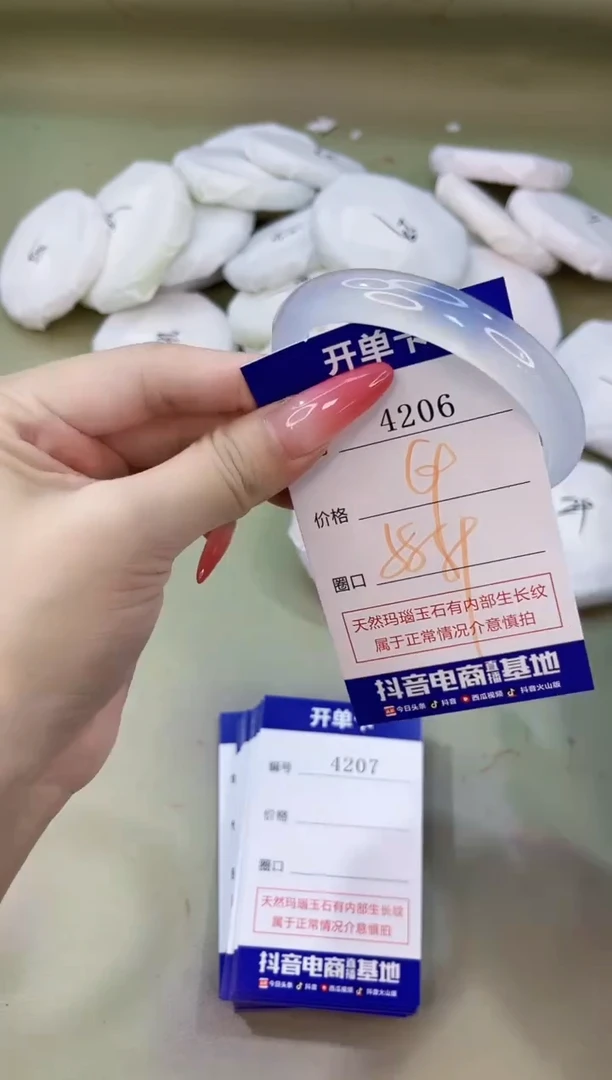 开单卡
4206
价格
圈口
天然玛瑙玉石有内部生长纹
属于正常情况介意慎拍
抖音电商直播基地
今日头条 抖音 西瓜视频 抖音火山版
开单卡
编号 4207
价格
圈口
天然玛瑙玉石有内部生长纹
属于正常情况介意慎拍
抖音电商直播基地
今日头条 抖音 西瓜视频 抖音火山版